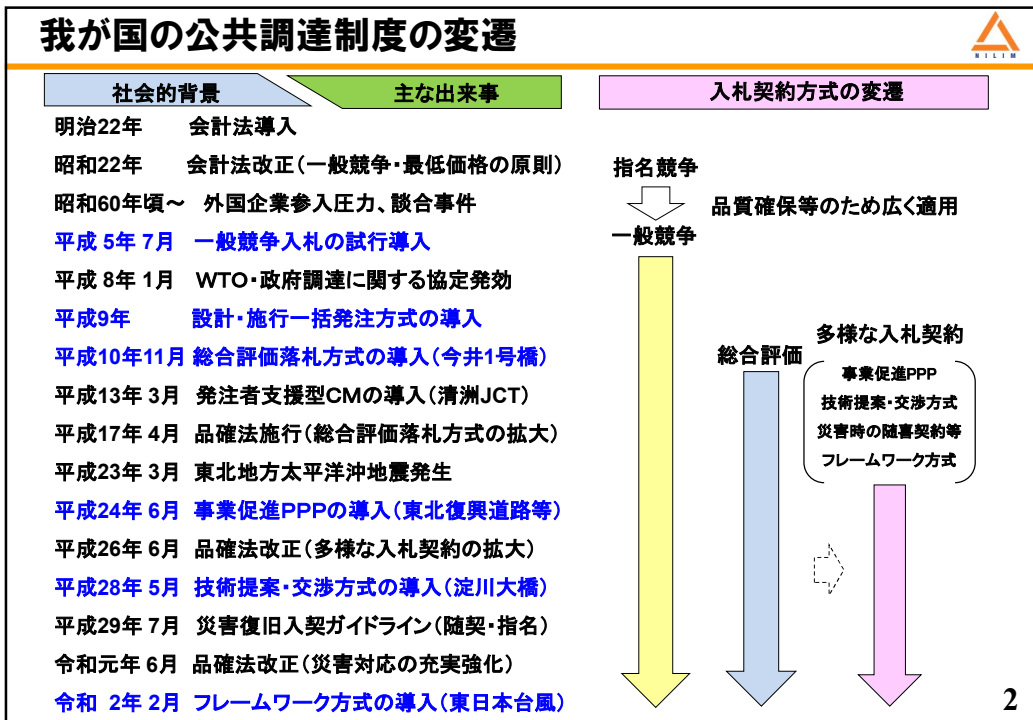 我が国の公共調達制度の変遷
NILIM
社会的背景
主な出来事
入札契約方式の変遷
明治22年 会計法導入
昭和22年 会計法改正(一般競争・最低価格の原則)
昭和60年頃~ 外国企業参入圧力、談合事件
平成 5年 7月 一般競争入札の試行導入
平成 8年 1月 WTO・政府調達に関する協定発効
平成9年 設計・施行一括発注方式の導入
平成10年11月 総合評価落札方式の導入(今井1号橋)
平成13年 3月 発注者支援型CMの導入(清洲JCT)
平成17年 4月 品確法施行(総合評価落札方式の拡大)
平成23年 3月 東北地方太平洋沖地震発生
平成24年 6月 事業促進PPPの導入(東北復興道路等)
平成26年 6月 品確法改正(多様な入札契約の拡大)
平成28年 5月 技術提案・交渉方式の導入(淀川大橋)
平成29年 7月 災害復旧入契ガイドライン(随契・指名)
令和元年 6月 品確法改正(災害対応の充実強化)
令和 2年 2月 フレームワーク方式の導入(東日本台風)
指名競争
品質確保等のため広く適用
一般競争
総合評価
多様な入札契約
事業促進PPP
技術提案・交渉方式
災害時の随喜契約等
フレームワーク方式
2